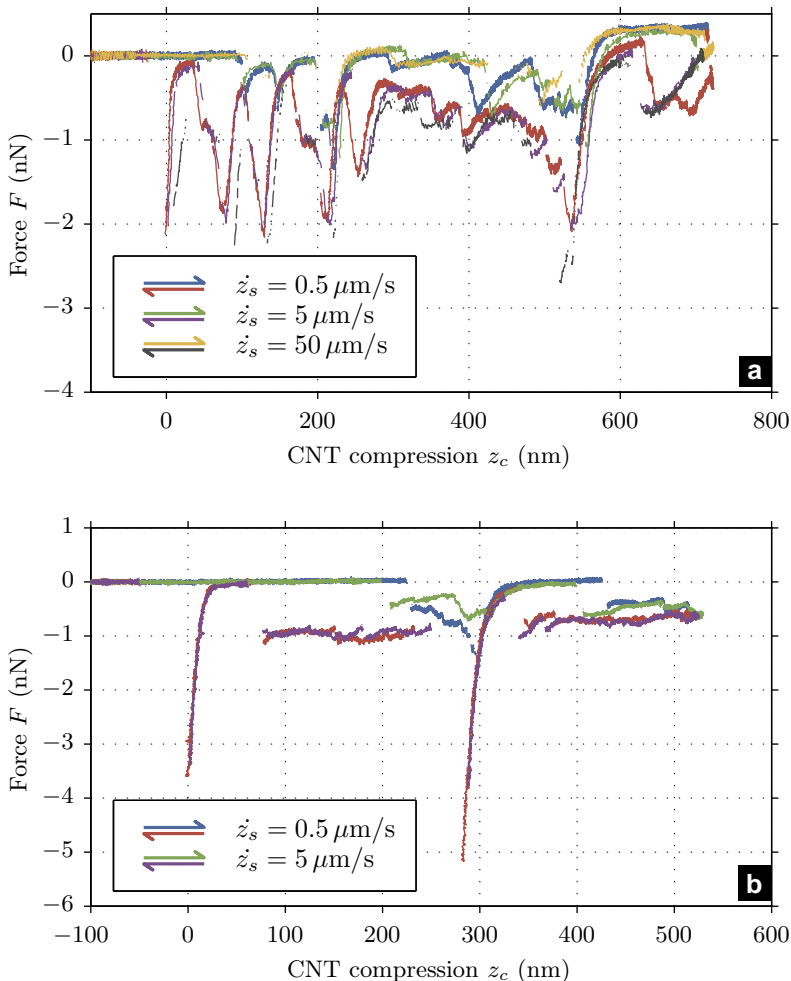 0
−1
−2
−3
−4
Force F (nN)
ż_s = 0.5 μm/s
ż_s = 5 μm/s
ż_s = 50 μm/s
a
0 200 400 600 800
CNT compression z_c (nm)
1
0
−1
−2
−3
−4
−5
−6
Force F (nN)
ż_s = 0.5 μm/s
ż_s = 5 μm/s
b
−100 0 100 200 300 400 500 600
CNT compression z_c (nm)